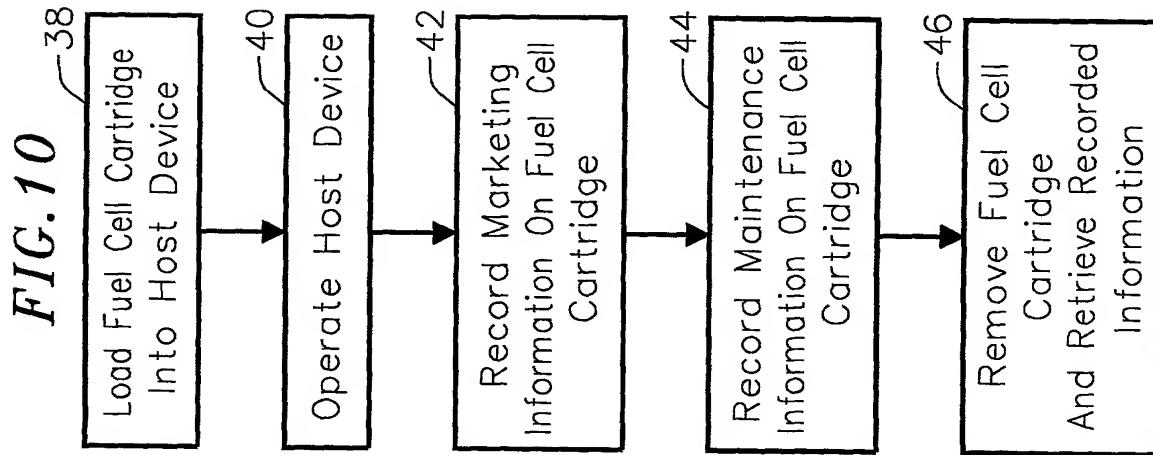 FIG.10
38
Load Fuel Cell Cartridge
Into Host Device
40
Operate Host Device
42
Record Marketing
Information On Fuel Cell
Cartridge
44
Record Maintenance
Information On Fuel Cell
Cartridge
46
Remove Fuel Cell
Cartridge
And Retrieve Recorded
Information